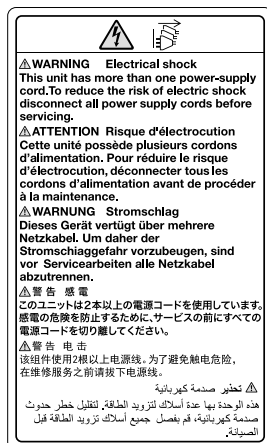 ⚠WARNING Electrical shock
This unit has more than one power-supply
cord.To reduce the risk of electric shock
disconnect all power supply cords before
servicing.
⚠ATTENTION Risque d'électrocution
Cette unité possède plusieurs cordons
d'alimentation. Pour réduire le risque
d'électrocution, déconnecter tous les
cordons d'alimentation avant de procéder
à la maintenance.
⚠WARNUNG Stromschlag
Dieses Gerät vertügt über mehrere
Netzkabel. Um daher der
Stromschiaggefahr vorzubeugen, sind
vor Servicearbeiten alle Netzkabel
abzutrennen.
⚠警告 感電
このユニットは2本以上の電源コードを使用しています。
感電の危険を防止するために、サービスの前にすべての
電源コードを切り離してください。
⚠警告 电击
该组件使用2根以上电源线。为了避免触电危险，
在维修服务之前请拔下电源线。
⚠ تحذير صدمة كهربائية
هذه الوحدة بها عدة أسلاك لتزويد الطاقة. لتقليل خطر حدوث
صدمة كهربائية، قم بفصل جميع أسلاك تزويد الطاقة قبل
الصيانة.